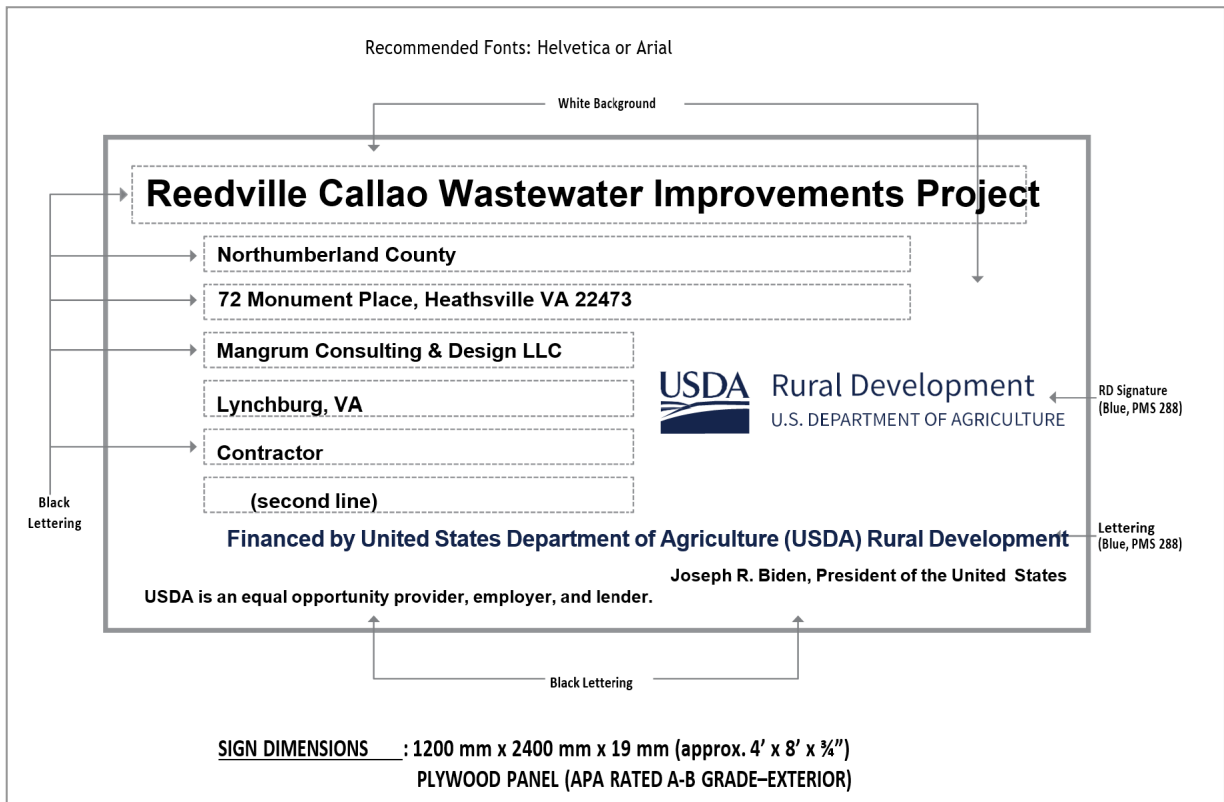 Recommended Fonts: Helvetica or Arial
White Background
Reedville Callao Wastewater Improvements Project
Northumberland County
72 Monument Place, Heathsville VA 22473
Mangrum Consulting & Design LLC
Lynchburg, VA
Contractor
(second line)
USDA Rural Development
U.S. DEPARTMENT OF AGRICULTURE
RD Signature
(Blue, PMS 288)
Black
Lettering
Financed by United States Department of Agriculture (USDA) Rural Development
Lettering
(Blue, PMS 288)
Joseph R. Biden, President of the United States
USDA is an equal opportunity provider, employer, and lender.
Black Lettering
SIGN DIMENSIONS : 1200 mm x 2400 mm x 19 mm (approx. 4’ x 8’ x ¾”)
PLYWOOD PANEL (APA RATED A-B GRADE–EXTERIOR)